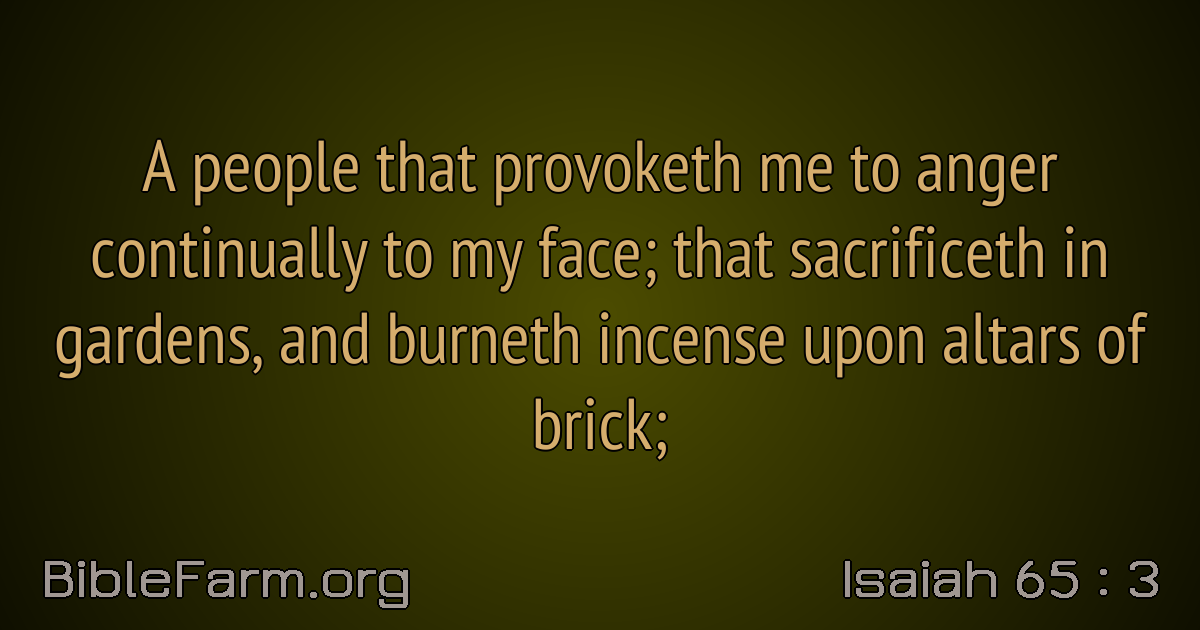 A people that provoketh me to anger
continually to my face; that sacrificeth in
gardens, and burneth incense upon altars of
brick;
BibleFarm.org
Isaiah 65 : 3